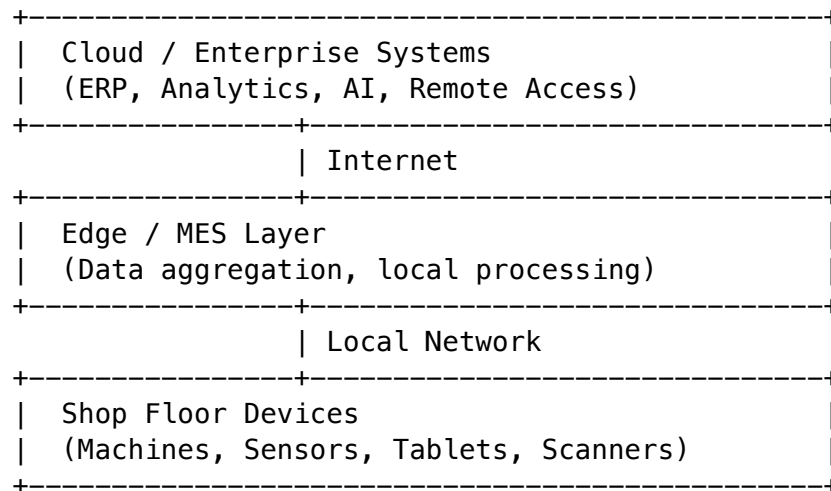 Cloud / Enterprise Systems
(ERP, Analytics, AI, Remote Access)
Internet
Edge / MES Layer
(Data aggregation, local processing)
Local Network
Shop Floor Devices
(Machines, Sensors, Tablets, Scanners)